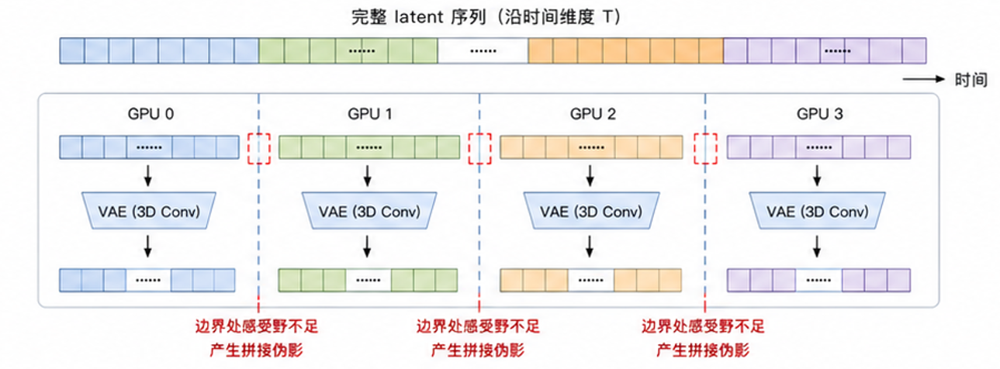 完整 latent 序列（沿时间维度 T）
······ ······ ······
时间
GPU 0 GPU 1 GPU 2 GPU 3
······ ······ ······ ······
VAE (3D Conv) VAE (3D Conv) VAE (3D Conv) VAE (3D Conv)
······ ······ ······ ······
边界处感受野不足 边界处感受野不足 边界处感受野不足
产生拼接伪影 产生拼接伪影 产生拼接伪影